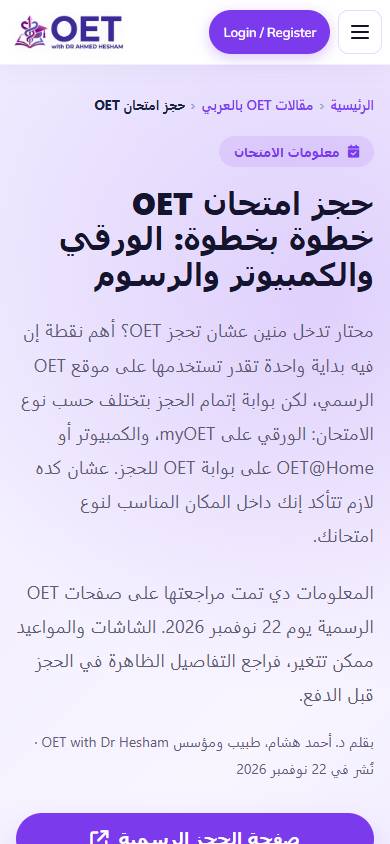 OET
with DR AHMED HESHAM
Login / Register
الرئيسية › مقالات OET بالعربي › حجز امتحان OET
معلومات الامتحان
حجز امتحان OET
خطوة بخطوة: الورقي
والكمبيوتر والرسوم
محتار تدخل منين عشان تحجز OET؟ أهم نقطة إن
فيه بداية واحدة تقدر تستخدمها على موقع OET
الرسمي، لكن بوابة إتمام الحجز بتختلف حسب نوع
الامتحان: الورقي على myOET، والكمبيوتر أو
OET@Home على بوابة OET للحجز. عشان كده
لازم تتأكد إنك داخل المكان المناسب لنوع
امتحانك.
المعلومات دي تمت مراجعتها على صفحات OET
الرسمية يوم 22 نوفمبر 2026. الشاشات والمواعيد
ممكن تتغير، فراجع التفاصيل الظاهرة في الحجز
قبل الدفع.
بقلم د. أحمد هشام، طبيب ومؤسس OET with Dr Hesham ·
نُشر في 22 نوفمبر 2026
صفحة الحجز الرسمية